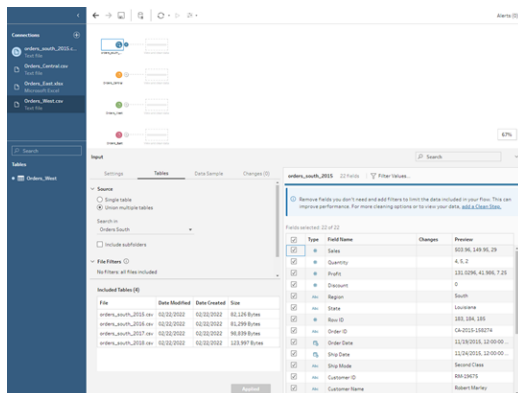 Alerts (0)
Connections
orders_south_2015.c...
Text file
Orders_Central.csv
Text file
Orders_East.xlsx
Microsoft Excel
Orders_West.csv
Text file
Search
Tables
Orders_West
67%
Input
Search
Settings
Tables
Data Sample
Changes (0)
Source
Single table
Union multiple tables
Search in
Orders South
Include subfolders
File Filters
No filters: all files included
Included Tables (4)
File Date Modified Date Created Size
orders_south_2015.csv 02/22/2022 02/22/2022 82,126 Bytes
orders_south_2016.csv 02/22/2022 02/22/2022 81,299 Bytes
orders_south_2017.csv 02/22/2022 02/22/2022 98,839 Bytes
orders_south_2018.csv 02/22/2022 02/22/2022 123,997 Bytes
Applied
orders_south_2015 22 fields Filter Values...
Remove fields you don't need and add filters to limit the data included in your flow. This can
improve performance. For more cleaning options or to view your data, add a Clean Step.
Fields selected: 22 of 22
Type Field Name Changes Preview
Sales 503.96, 149.95, 29
Quantity 4, 5, 2
Profit 131.0296, 41.986, 7.25
Discount 0
Abc Region South
Abc State Louisiana
Row ID 183, 184, 185
Abc Order ID CA-2015-158274
Order Date 11/19/2015, 12:00:00 ...
Ship Date 11/24/2015, 12:00:00 ...
Abc Ship Mode Second Class
Abc Customer ID RM-19675
Abc Customer Name Robert Marley